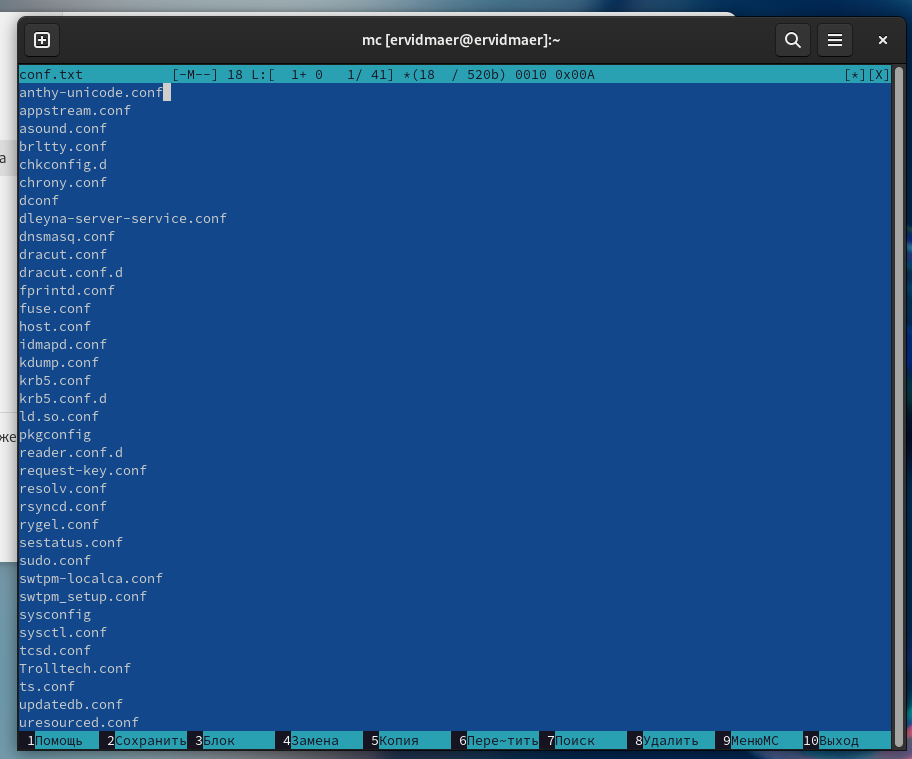 mc [ervidmaer@ervidmaer]:~
conf.txt [-M--] 18 L:[ 1+ 0 1/ 41] *(18 / 520b) 0010 0x00A [*][X]
anthy-unicode.conf
appstream.conf
asound.conf
а
brltty.conf
chkconfig.d
chrony.conf
dconf
dleyna-server-service.conf
dnsmasq.conf
dracut.conf
dracut.conf.d
fprintd.conf
fuse.conf
host.conf
idmapd.conf
kdump.conf
krb5.conf
krb5.conf.d
ld.so.conf
же
pkgconfig
reader.conf.d
request-key.conf
resolv.conf
rsyncd.conf
rygel.conf
sestatus.conf
sudo.conf
swtpm-localca.conf
swtpm_setup.conf
sysconfig
sysctl.conf
tcsd.conf
Trolltech.conf
ts.conf
updatedb.conf
uresourced.conf
1Помощь 2Сохранить 3Блок 4Замена 5Копия 6Пере~тить 7Поиск 8Удалить 9МенюMC 10Выход